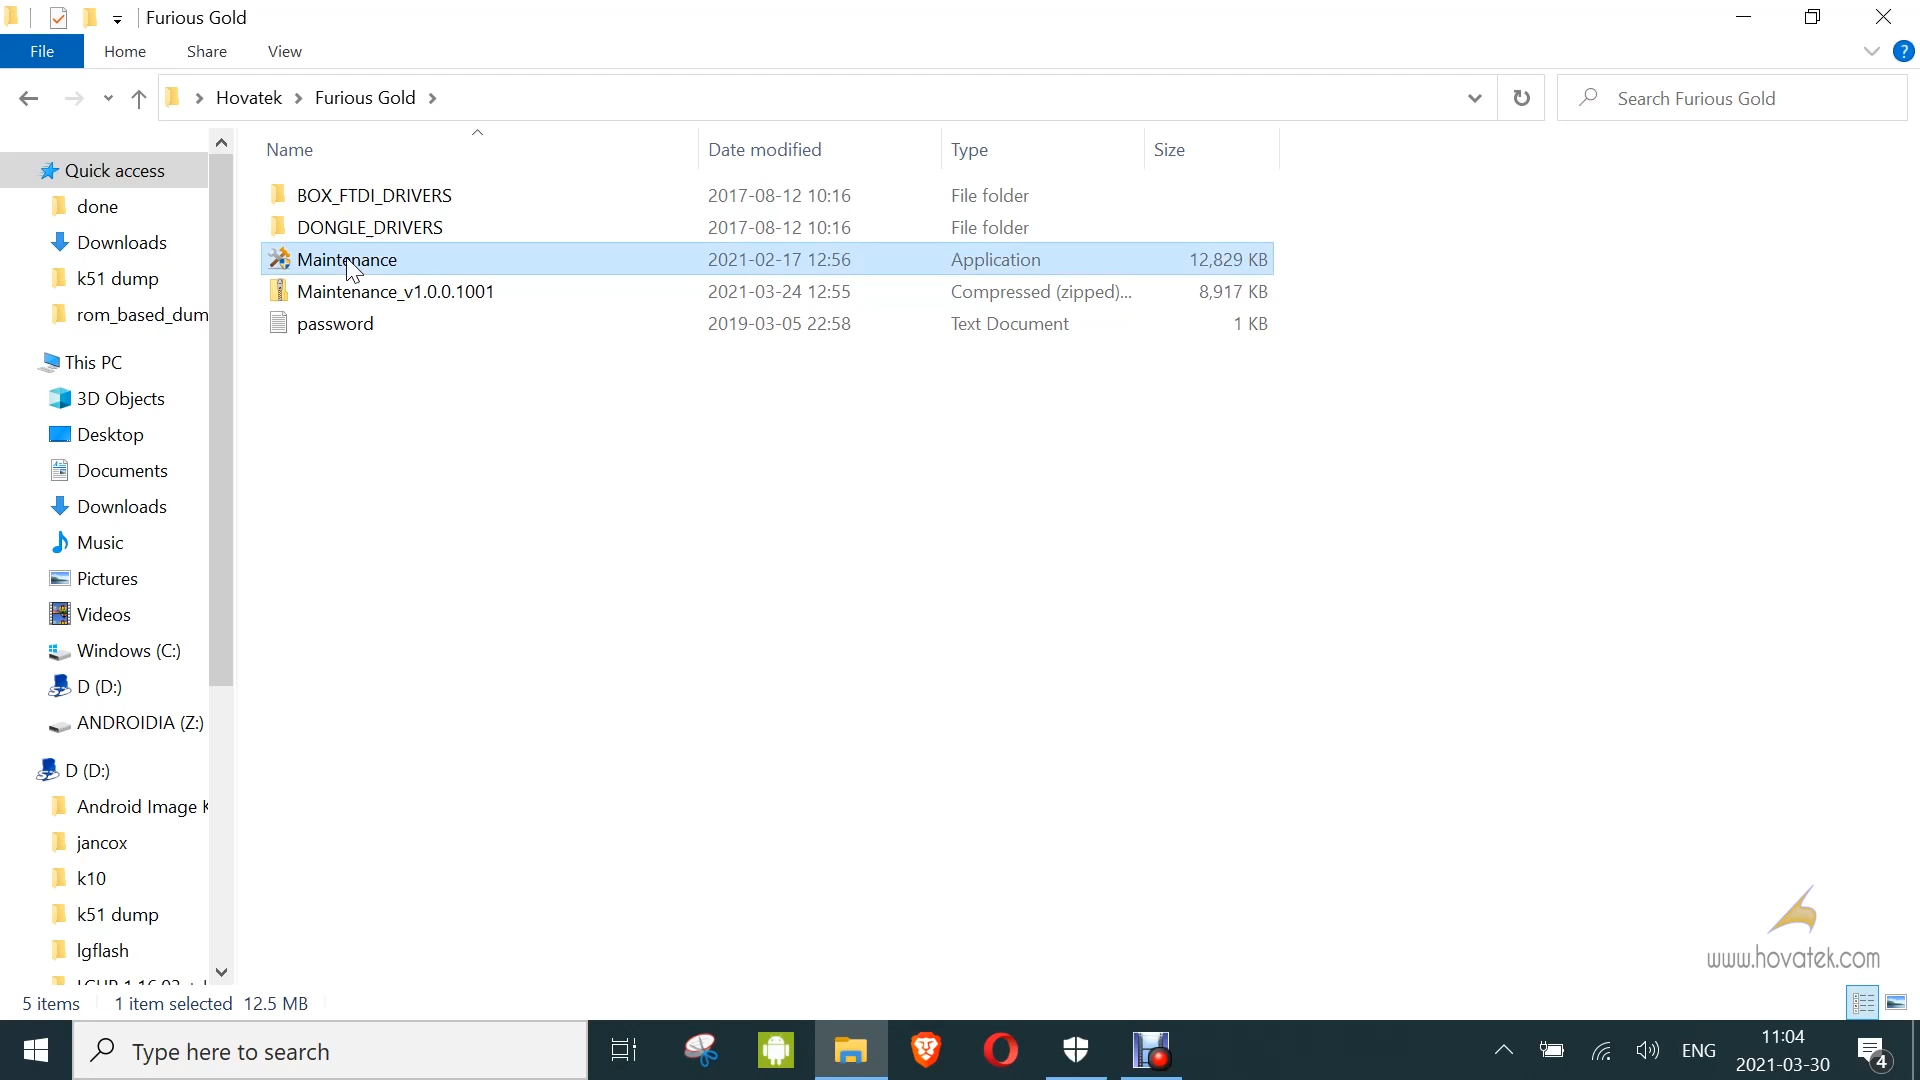 Furious Gold
File Home Share View
Hovatek Furious Gold
Search Furious Gold
Name Date modified Type Size
Quick access
done
Downloads
k51 dump
rom_based_dum
This PC
3D Objects
Desktop
Documents
Downloads
Music
Pictures
Videos
Windows (C:)
D (D:)
ANDROIDIA (Z:)
D (D:)
Android Image K
jancox
k10
k51 dump
lgflash
BOX_FTDI_DRIVERS 2017-08-12 10:16 File folder
DONGLE_DRIVERS 2017-08-12 10:16 File folder
Maintenance 2021-02-17 12:56 Application 12,829 KB
Maintenance_v1.0.0.1001 2021-03-24 12:55 Compressed (zipped)... 8,917 KB
password 2019-03-05 22:58 Text Document 1 KB
www.hovatek.com
5 items 1 item selected 12.5 MB
Type here to search
ENG
11:04
2021-03-30
4